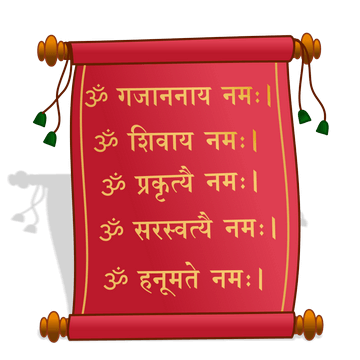 ॐ गजाननाय नमः।
ॐ शिवाय नमः।
ॐ प्रकृत्यै नमः।
ॐ सरस्वत्यै नमः।
ॐ हनूमते नमः।